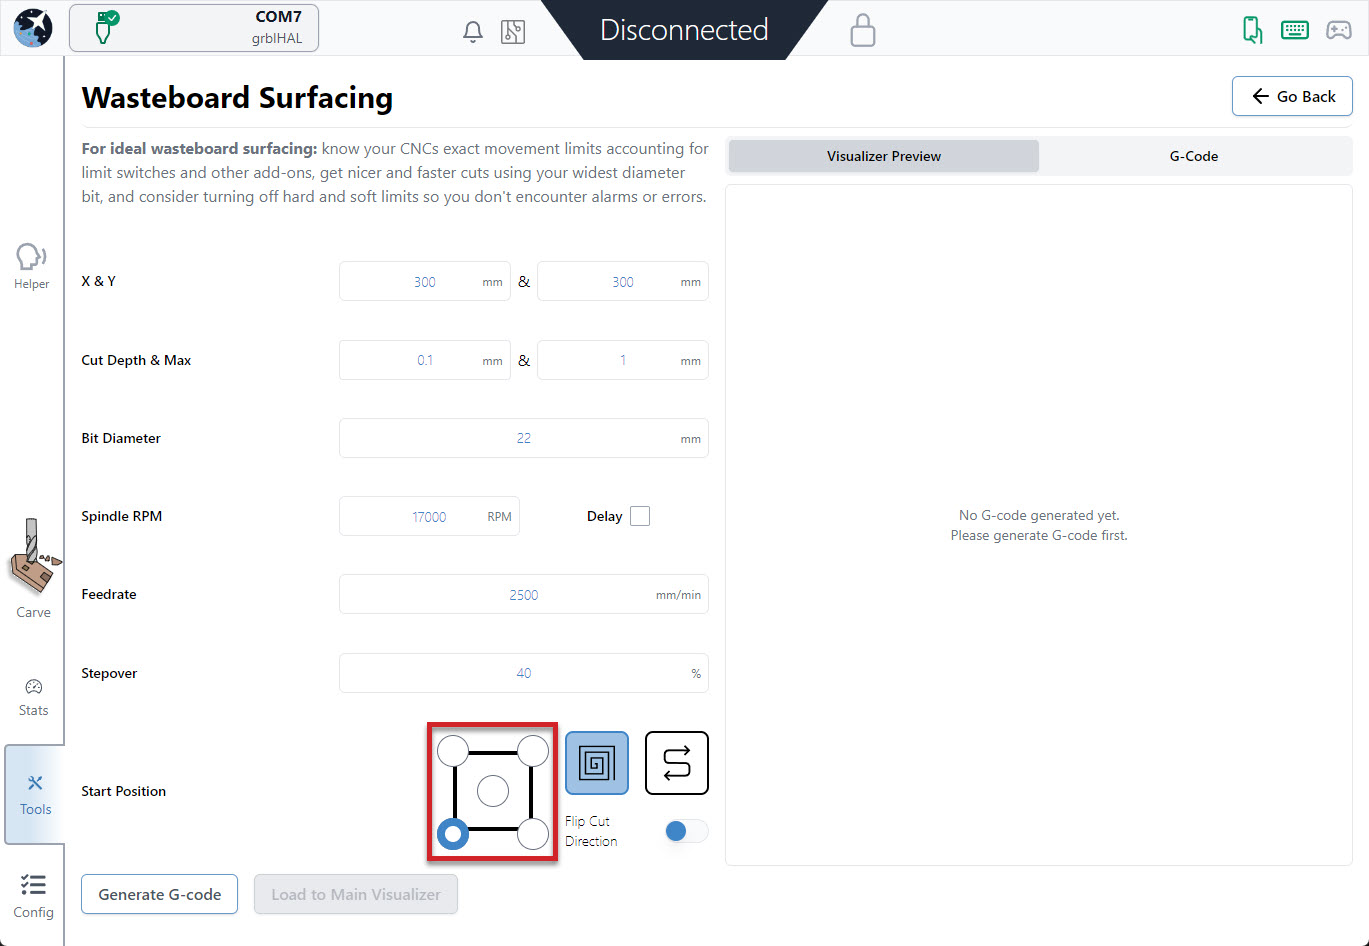 COM7
grblHAL
Disconnected
Wasteboard Surfacing
Go Back
For ideal wasteboard surfacing: know your CNCs exact movement limits accounting for
limit switches and other add-ons, get nicer and faster cuts using your widest diameter
bit, and consider turning off hard and soft limits so you don't encounter alarms or errors.
Visualizer Preview
G-Code
Helper
X & Y
300 mm & 300 mm
Cut Depth & Max
0.1 mm & 1 mm
Bit Diameter
22 mm
Spindle RPM
17000 RPM
Delay
No G-code generated yet.
Please generate G-code first.
Feedrate
2500 mm/min
Carve
Stepover
40 %
Stats
Start Position
Flip Cut
Direction
Tools
Generate G-code
Load to Main Visualizer
Config